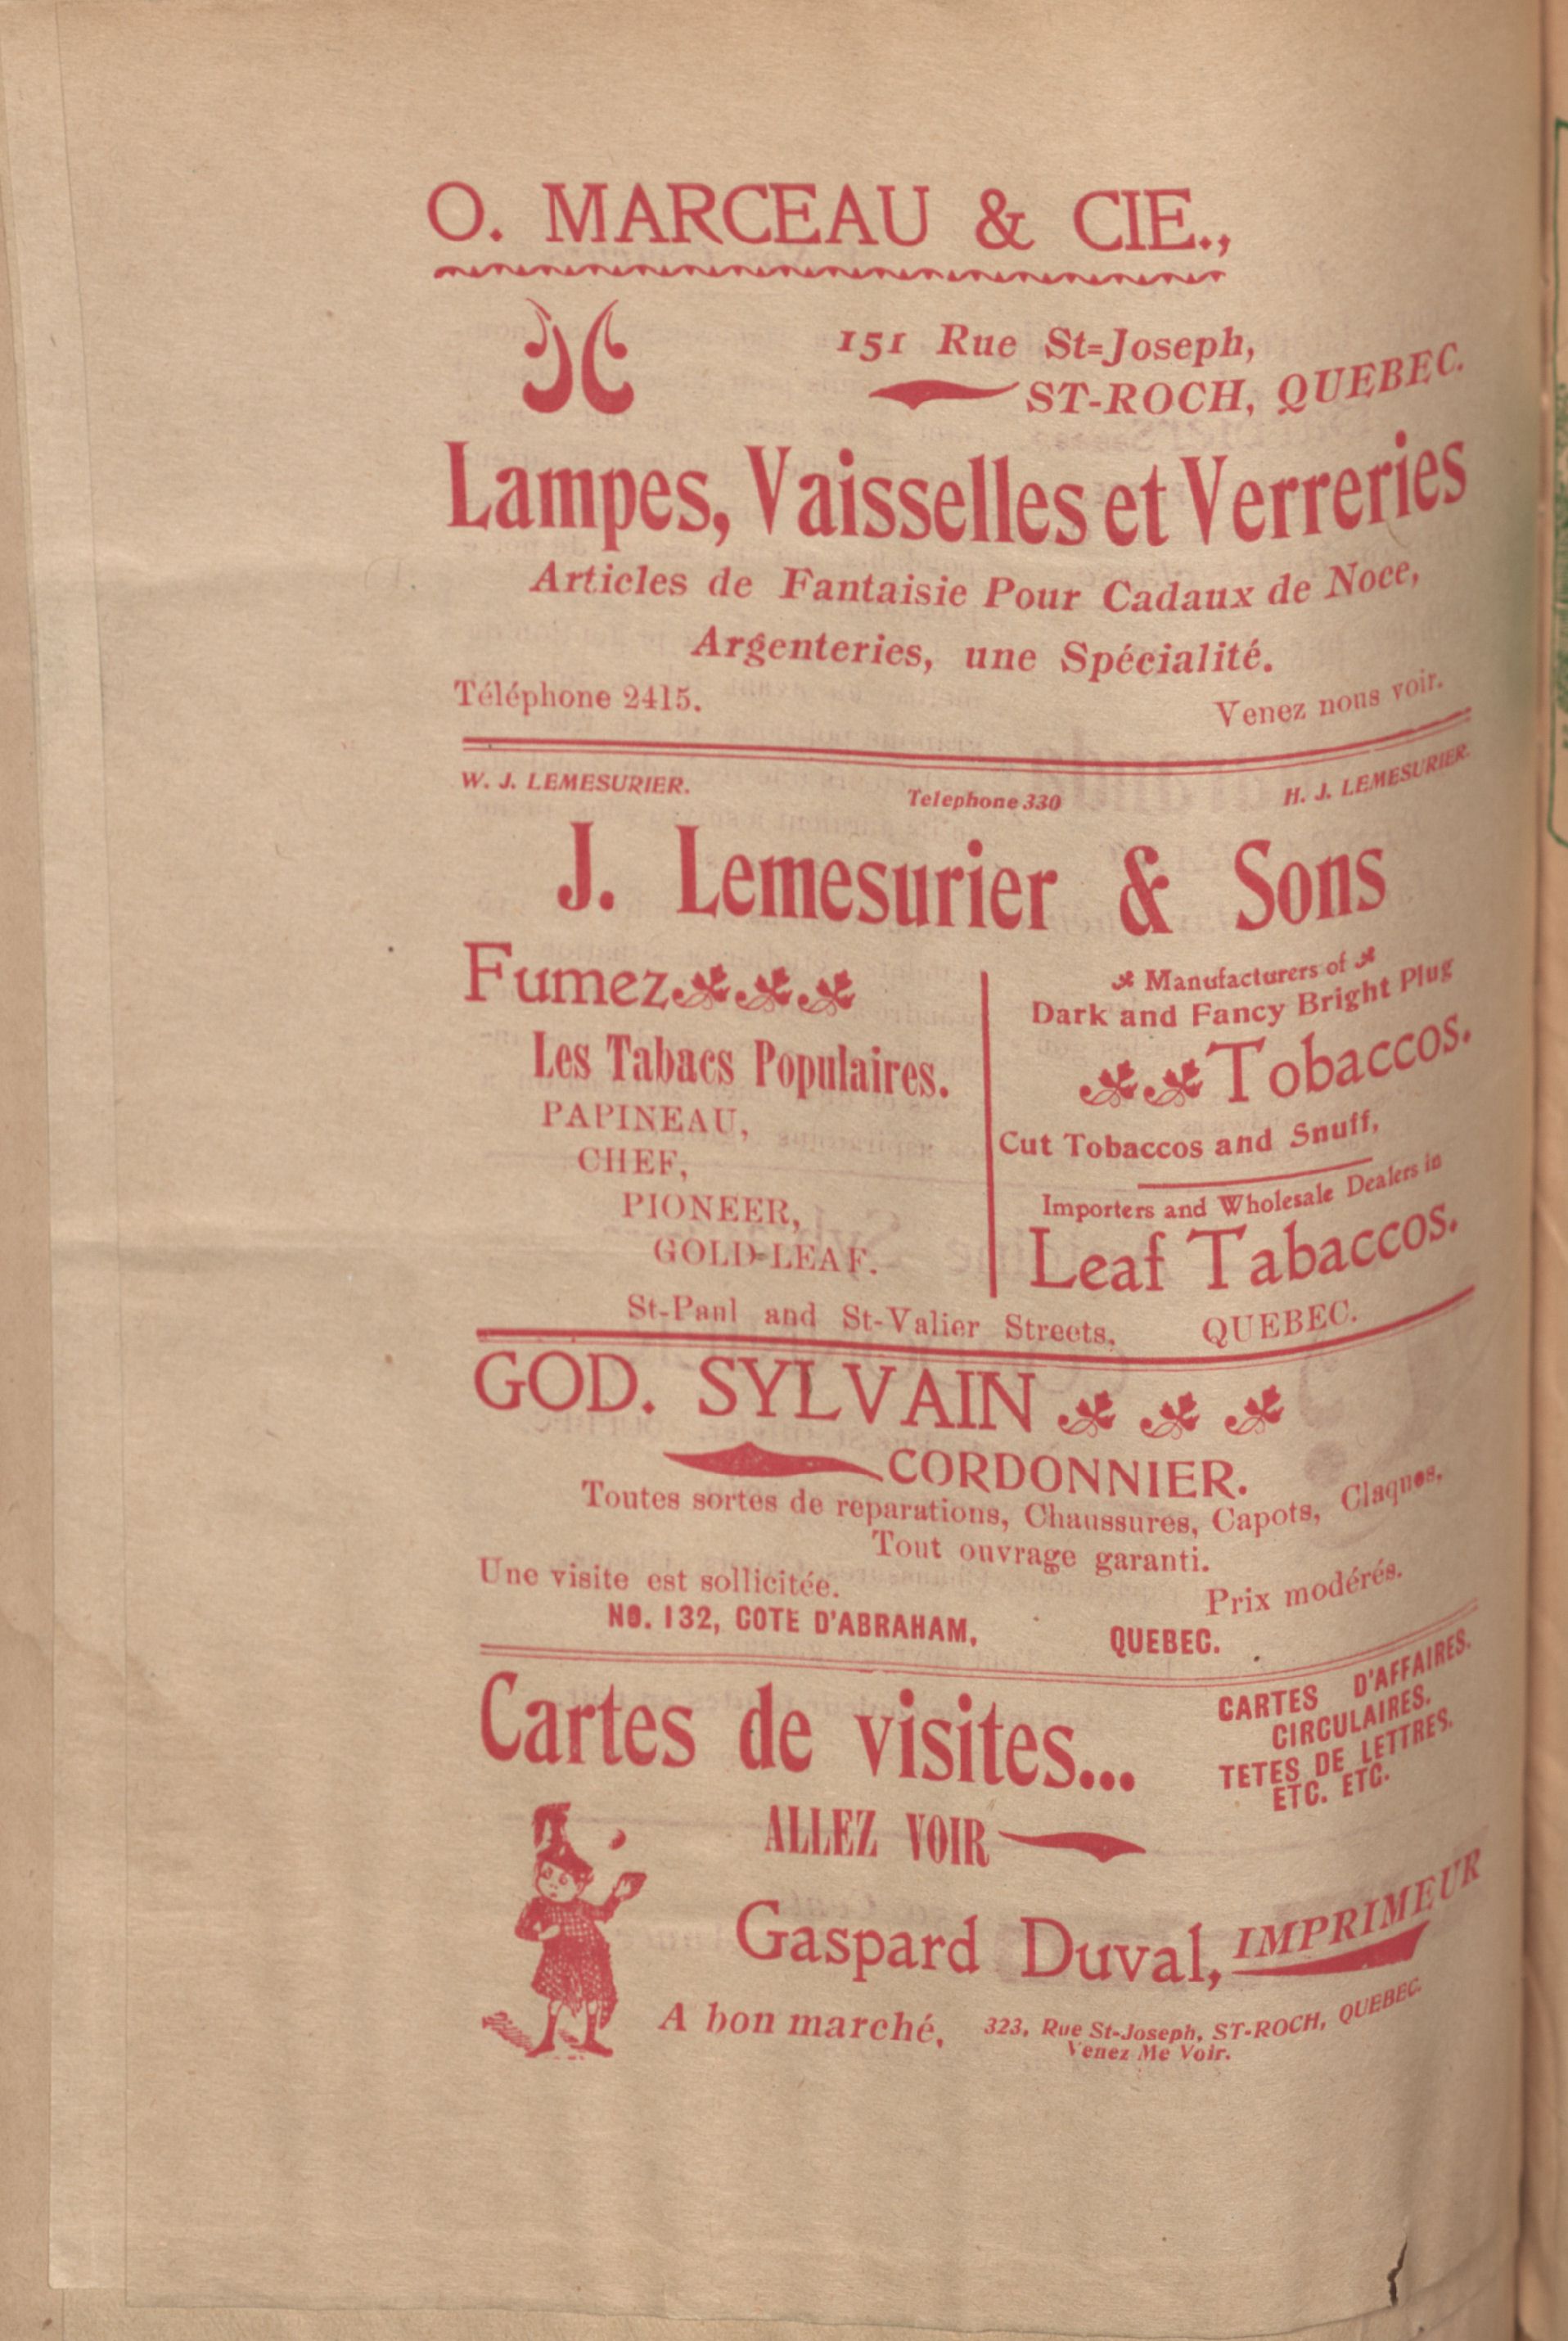 O. MARCEAU & CIE.,
151 Rue St=Joseph,
ST-ROCH, QUEBEC.
Lampes, Vaisselles et Verreries
Articles de Fantaisie Pour Cadaux de Noce,
Argenteries, une Spécialité.
Téléphone 2415.
Venez nous voir.
W. J. LEMESURIER.
Telephone 330
H. J. LEMESURIER.
J. Lemesurier & Sons
Fumez
Les Tabacs Populaires.
PAPINEAU,
CHEF,
PIONEER,
GOLD-LEAF.
Manufacturers of
Dark and Fancy Bright Plug
Tobaccos.
Cut Tobaccos and Snuff,
Importers and Wholesale Dealers in
Leaf Tabaccos.
St-Paul and St-Valier Streets, QUEBEC.
GOD. SYLVAIN
CORDONNIER.
Toutes sortes de reparations, Chaussures, Capots, Claques,
Tout ouvrage garanti.
Une visite est sollicitée.
Prix modérés.
NO. 132, COTE D'ABRAHAM, QUEBEC.
Cartes de visites...
CARTES D'AFFAIRES.
CIRCULAIRES.
TETES DE LETTRES.
ETC. ETC.
ALLEZ VOIR
Gaspard Duval, IMPRIMEUR
A bon marché, 323, Rue St-Joseph, ST-ROCH, QUEBEC.
Venez Me Voir.